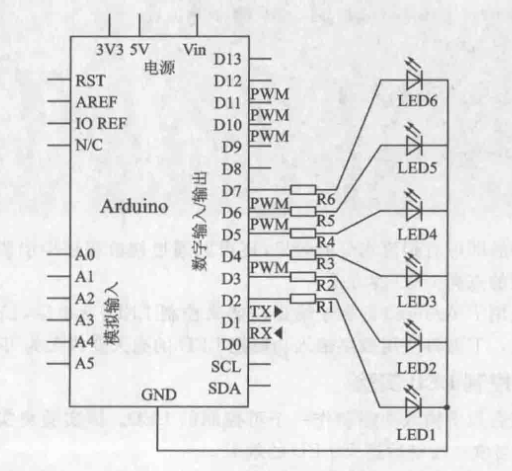 3V3 5V Vin
电源
RST
AREF
IO REF
N/C
Arduino
A0
A1
A2
A3
A4
A5
模拟输入
数字输入/输出
D13
D12
D11 PWM
D10 PWM
D9 PWM
D8
D7
D6 PWM
D5 PWM
D4
D3 PWM
D2
D1 TX
D0 RX
SCL
SDA
GND
R6
R5
R4
R3
R2
R1
LED6
LED5
LED4
LED3
LED2
LED1